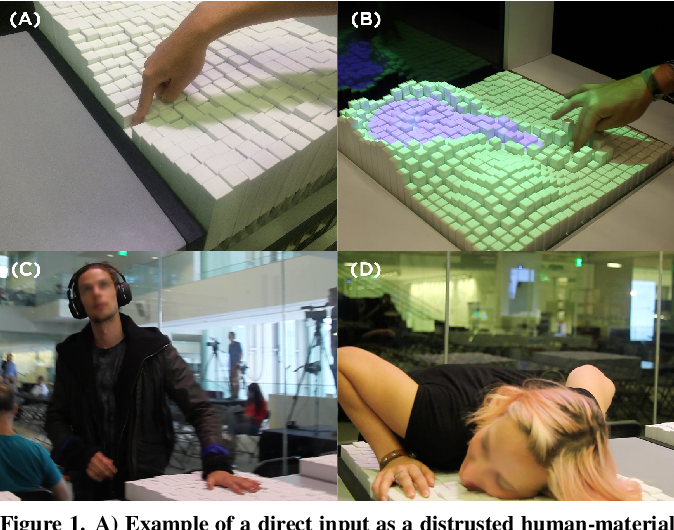 (A)
(B)
(C)
(D)
Figure 1. A) Example of a direct input as a distrusted human-material